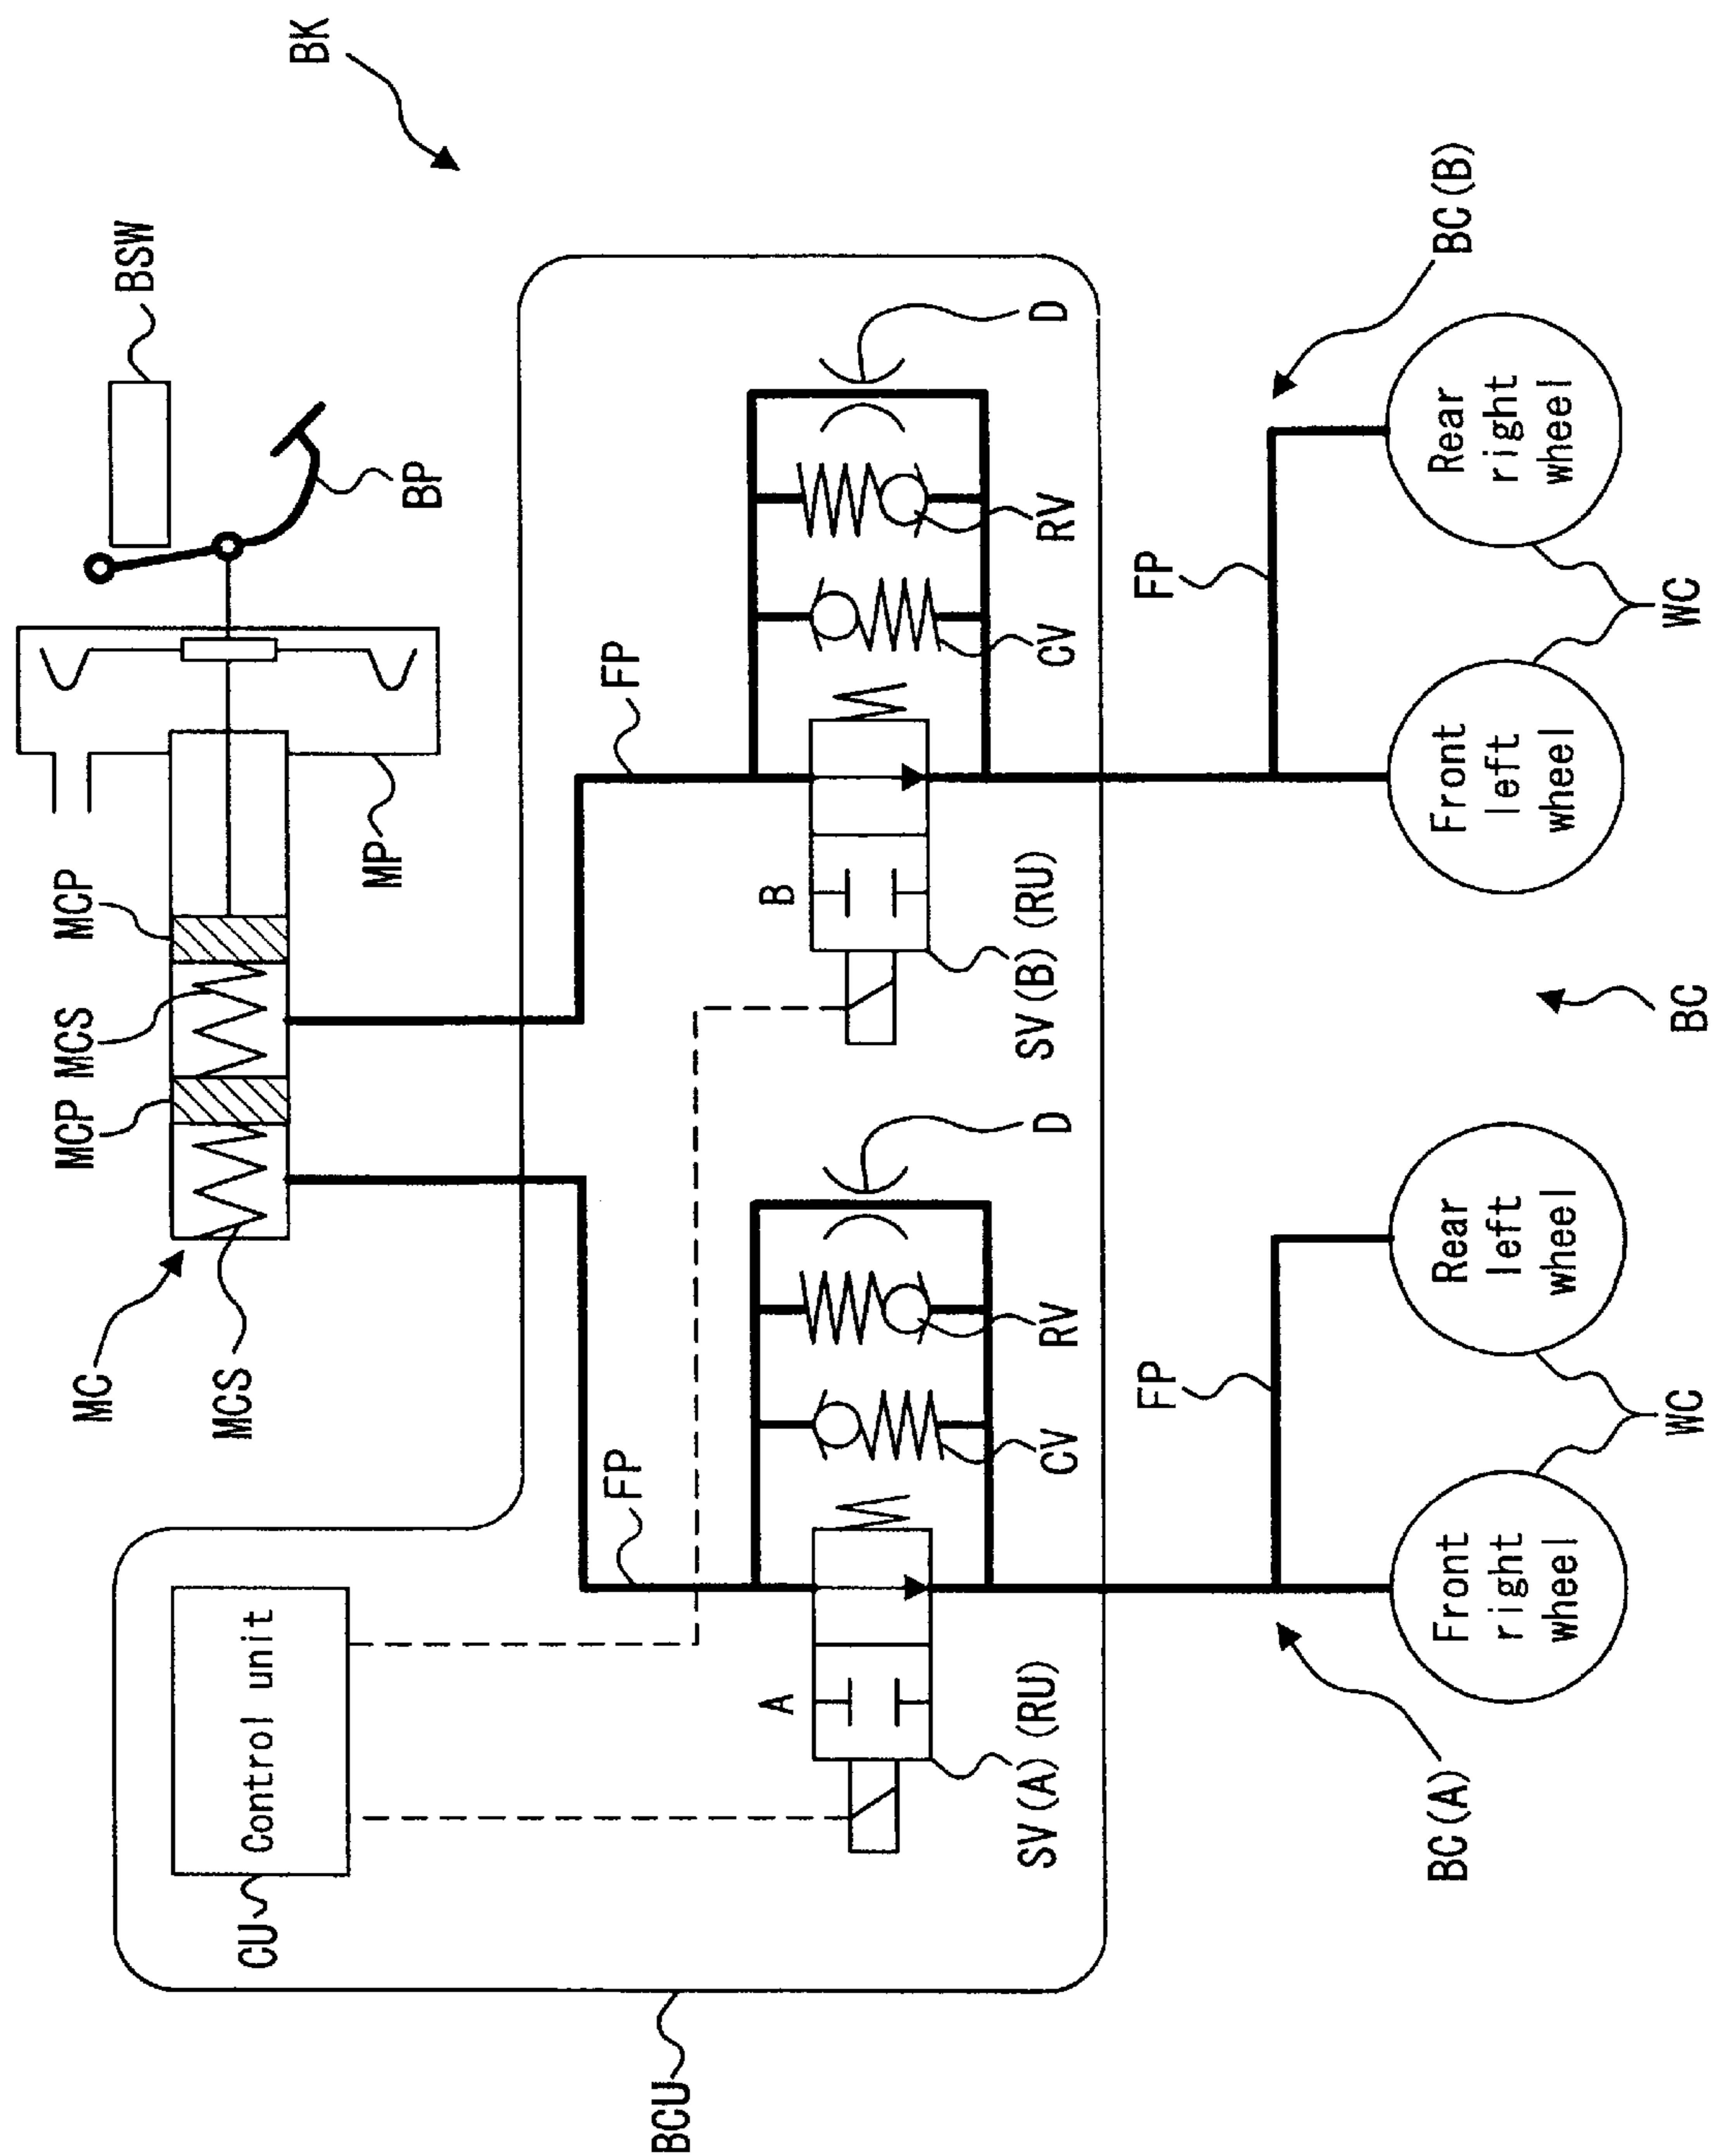 BK
BSW
BP
MCP
MCS
MCP
MP
MC
MCS
Control unit
CU
FP
FP
D
D
RV
RV
CV
CV
A
B
SV(A)(RU)
SV(B)(RU)
BCU
FP
FP
BC(A)
BC(B)
Front
right
wheel
Rear
left
wheel
Front
left
wheel
Rear
right
wheel
WC
WC
BC